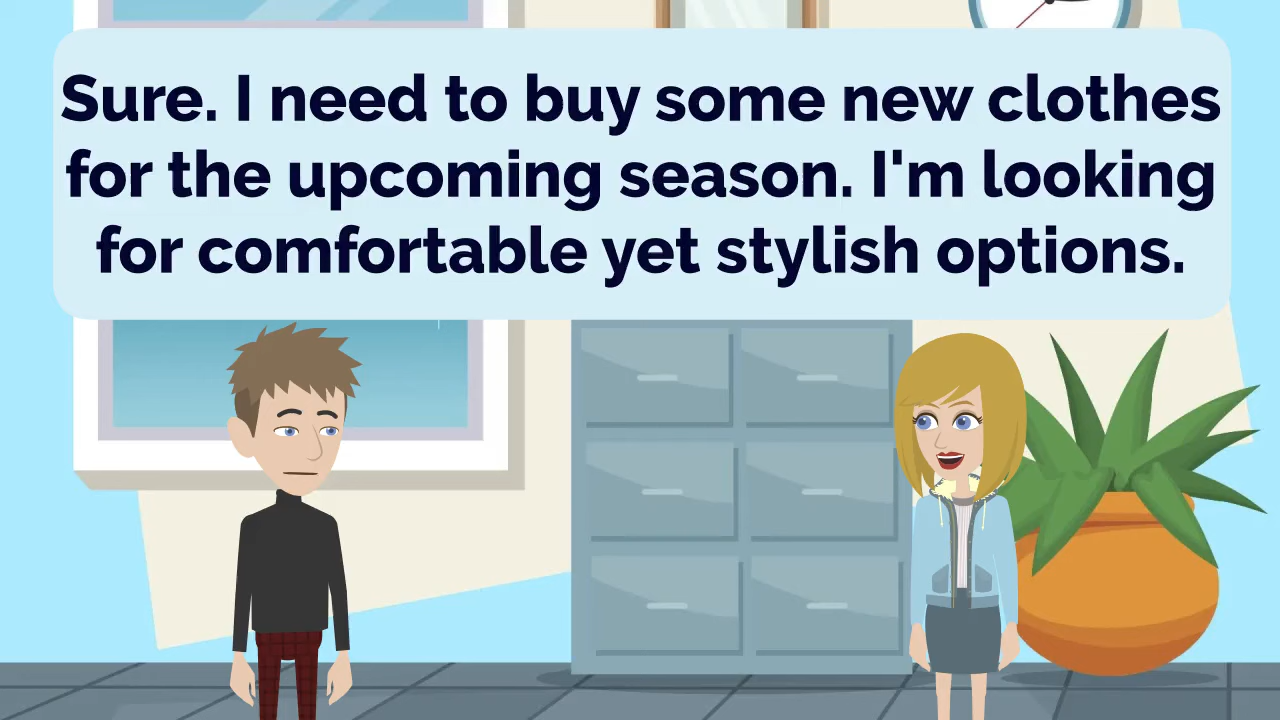 Sure. I need to buy some new clothes
for the upcoming season. I'm looking
for comfortable yet stylish options.